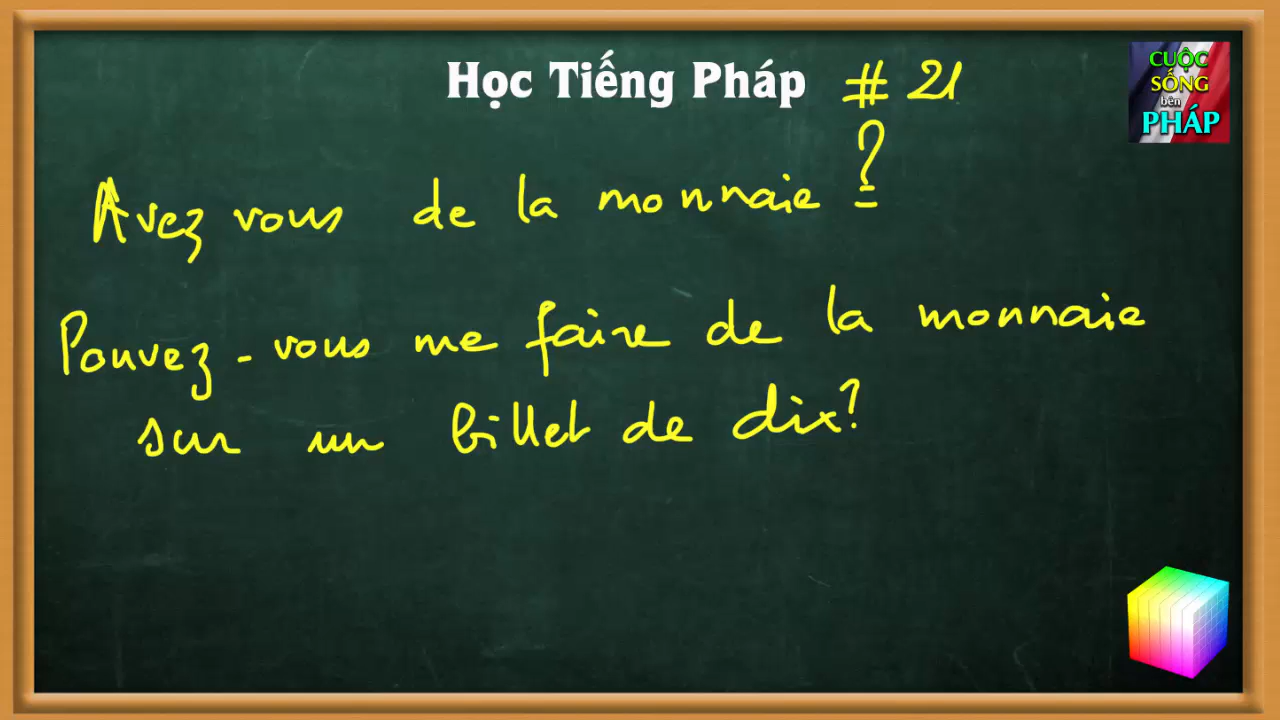 Học Tiếng Pháp # 21
CUỘC
SỐNG
bên
PHÁP
Avez vous de la monnaie ?
Pouvez-vous me faire de la monnaie
sur un billet de dix?